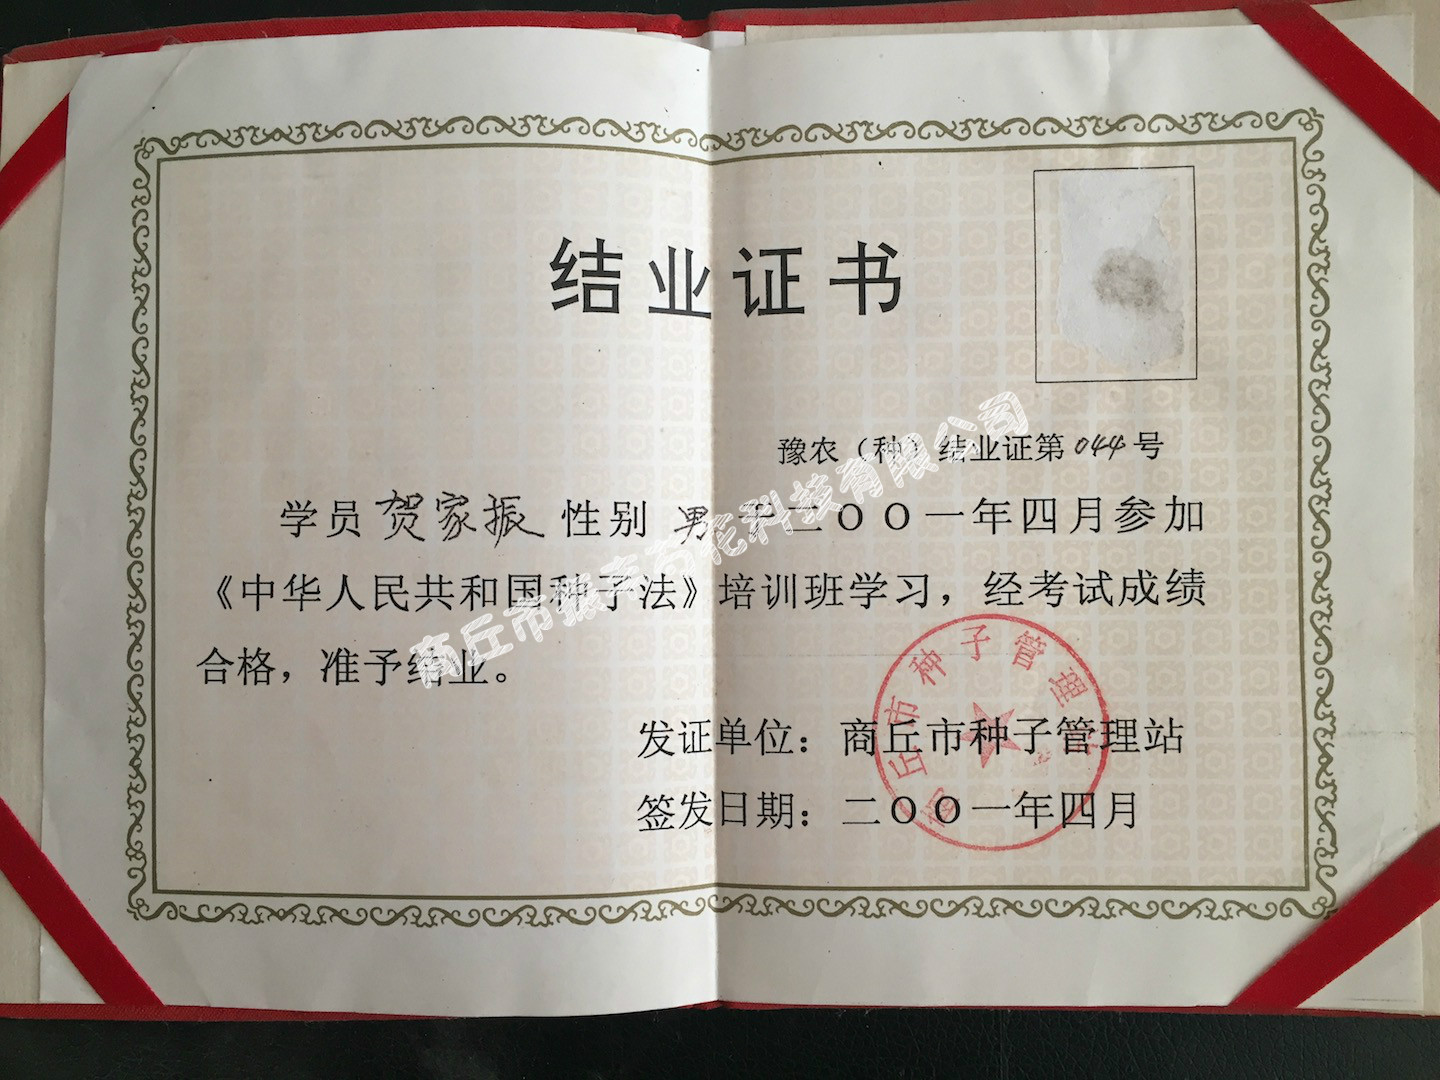 结业证书
豫农（种）结业证第044号
学员 贺家振 性别 男 于二〇〇一年四月参加
《中华人民共和国种子法》培训班学习，经考试成绩
合格，准予结业。
发证单位：商丘市种子管理站
签发日期：二〇〇一年四月
商丘市种子管理站
商丘市振丰百花科技有限公司